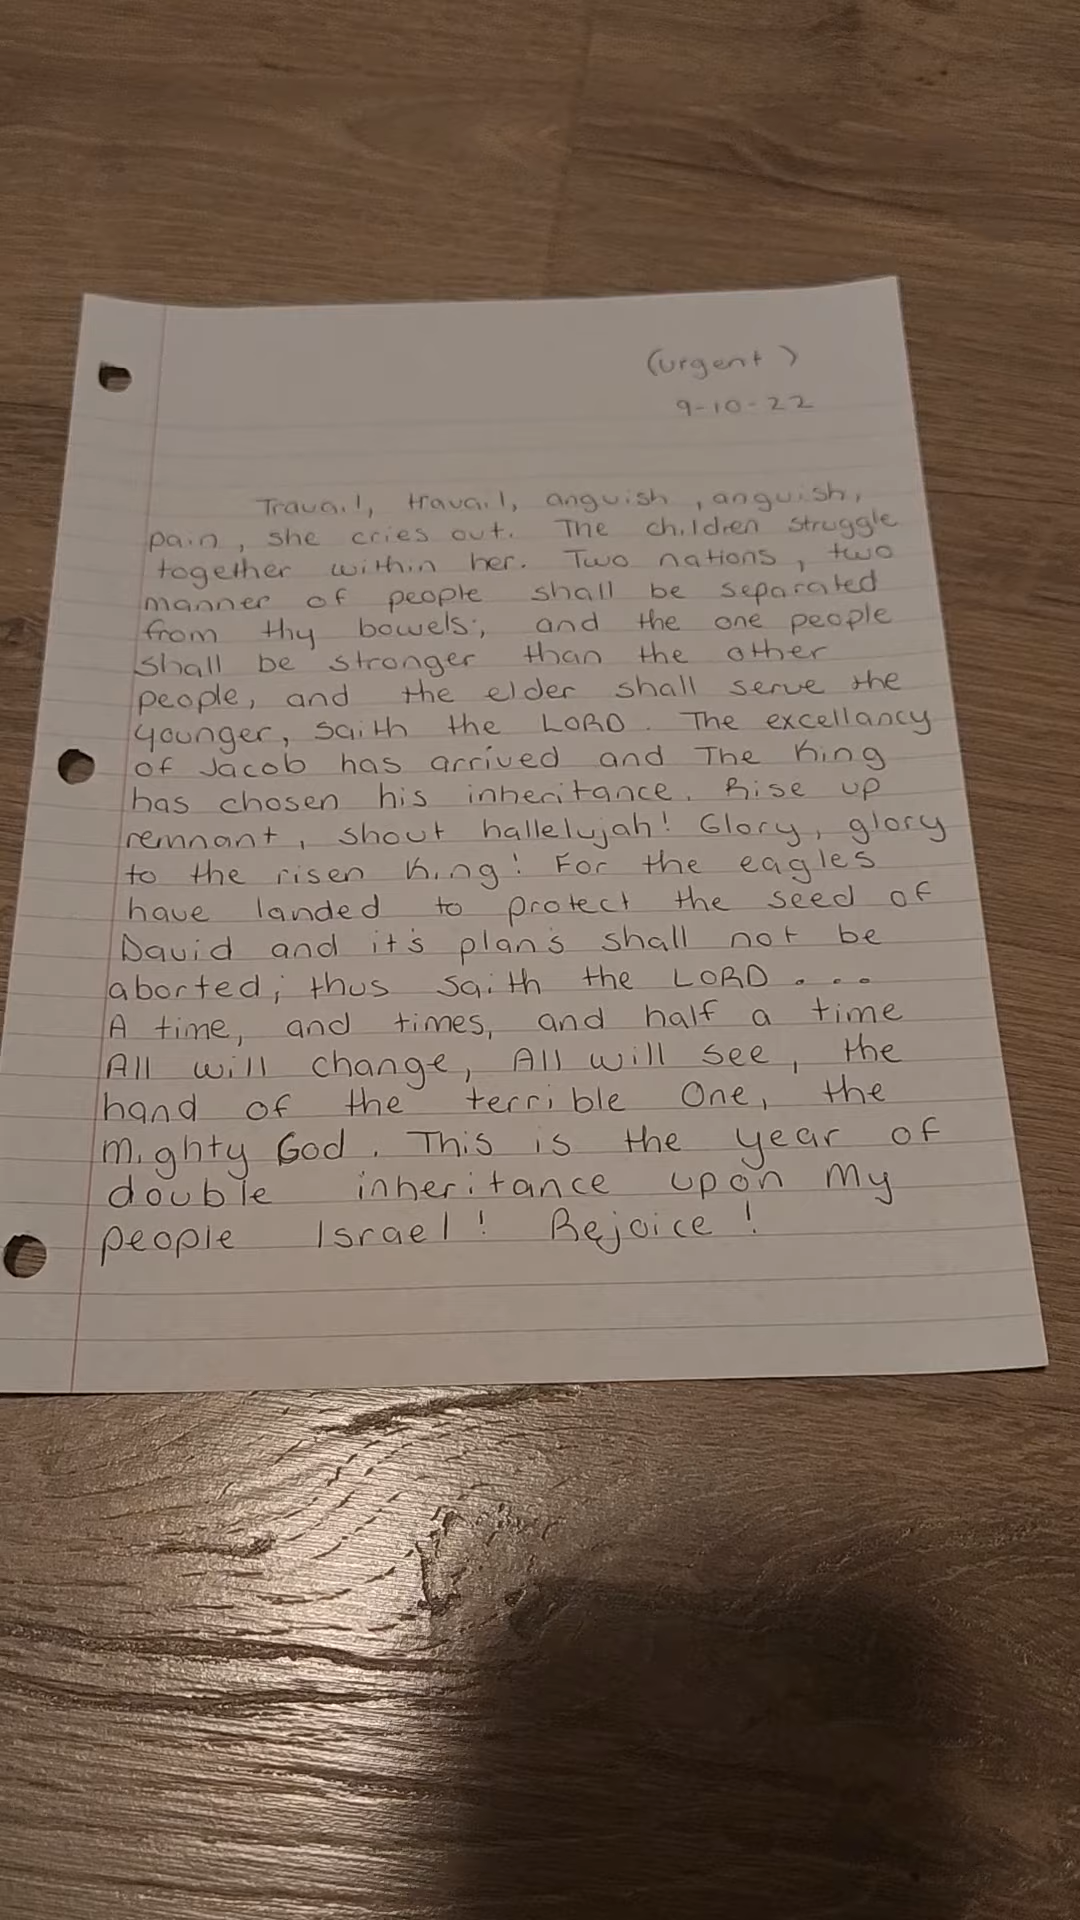 (urgent)
9-10-22
Travail, travail, anguish, anguish,
pain, she cries out. The children struggle
together within her. Two nations, two
manner of people shall be separated
from thy bowels; and the one people
shall be stronger than the other
people, and the elder shall serve the
younger, saith the LORD. The excellancy
of Jacob has arrived and The King
has chosen his inheritance. Rise up
remnant, shout hallelujah! Glory, glory
to the risen King! For the eagles
have landed to protect the seed of
David and it's plans shall not be
aborted; thus saith the LORD....
A time, and times, and half a time
All will change, All will see, the
hand of the terrible One, the
mighty God. This is the year of
double inheritance upon My
people Israel! Rejoice!